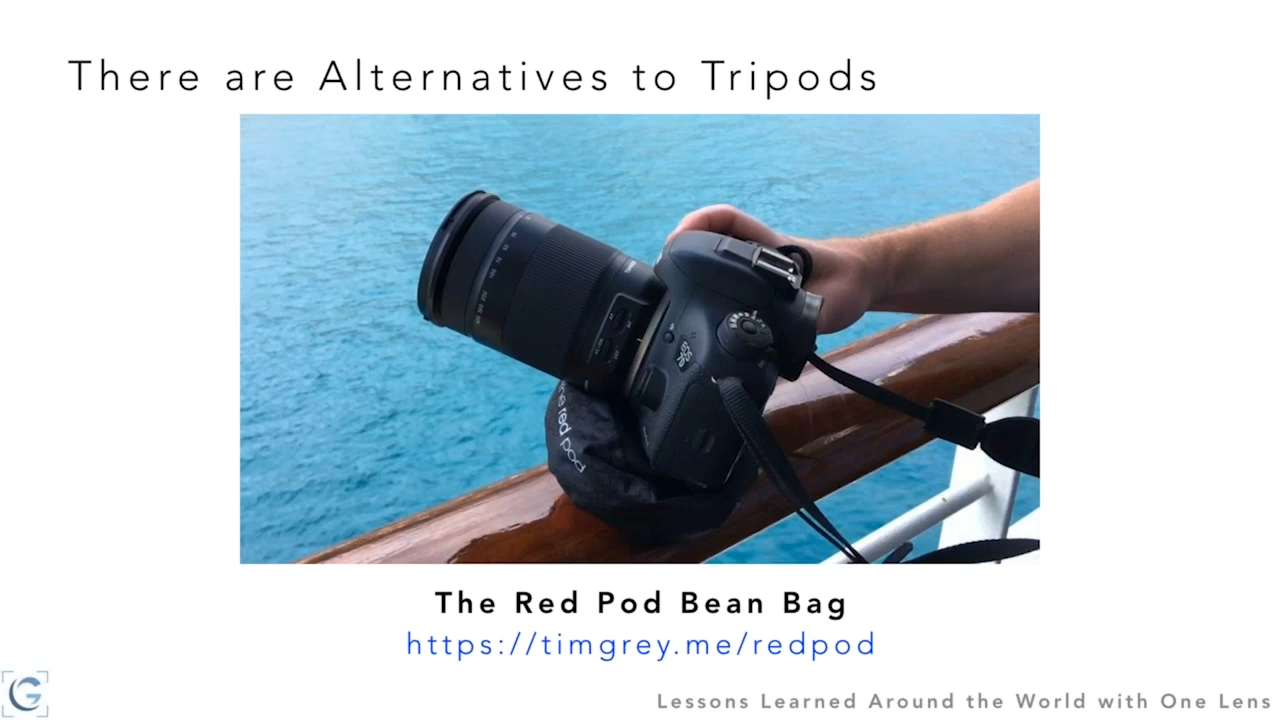 There are Alternatives to Tripods
EOS
red pod
The Red Pod Bean Bag
https://timgrey.me/redpod
Lessons Learned Around the World with One Lens